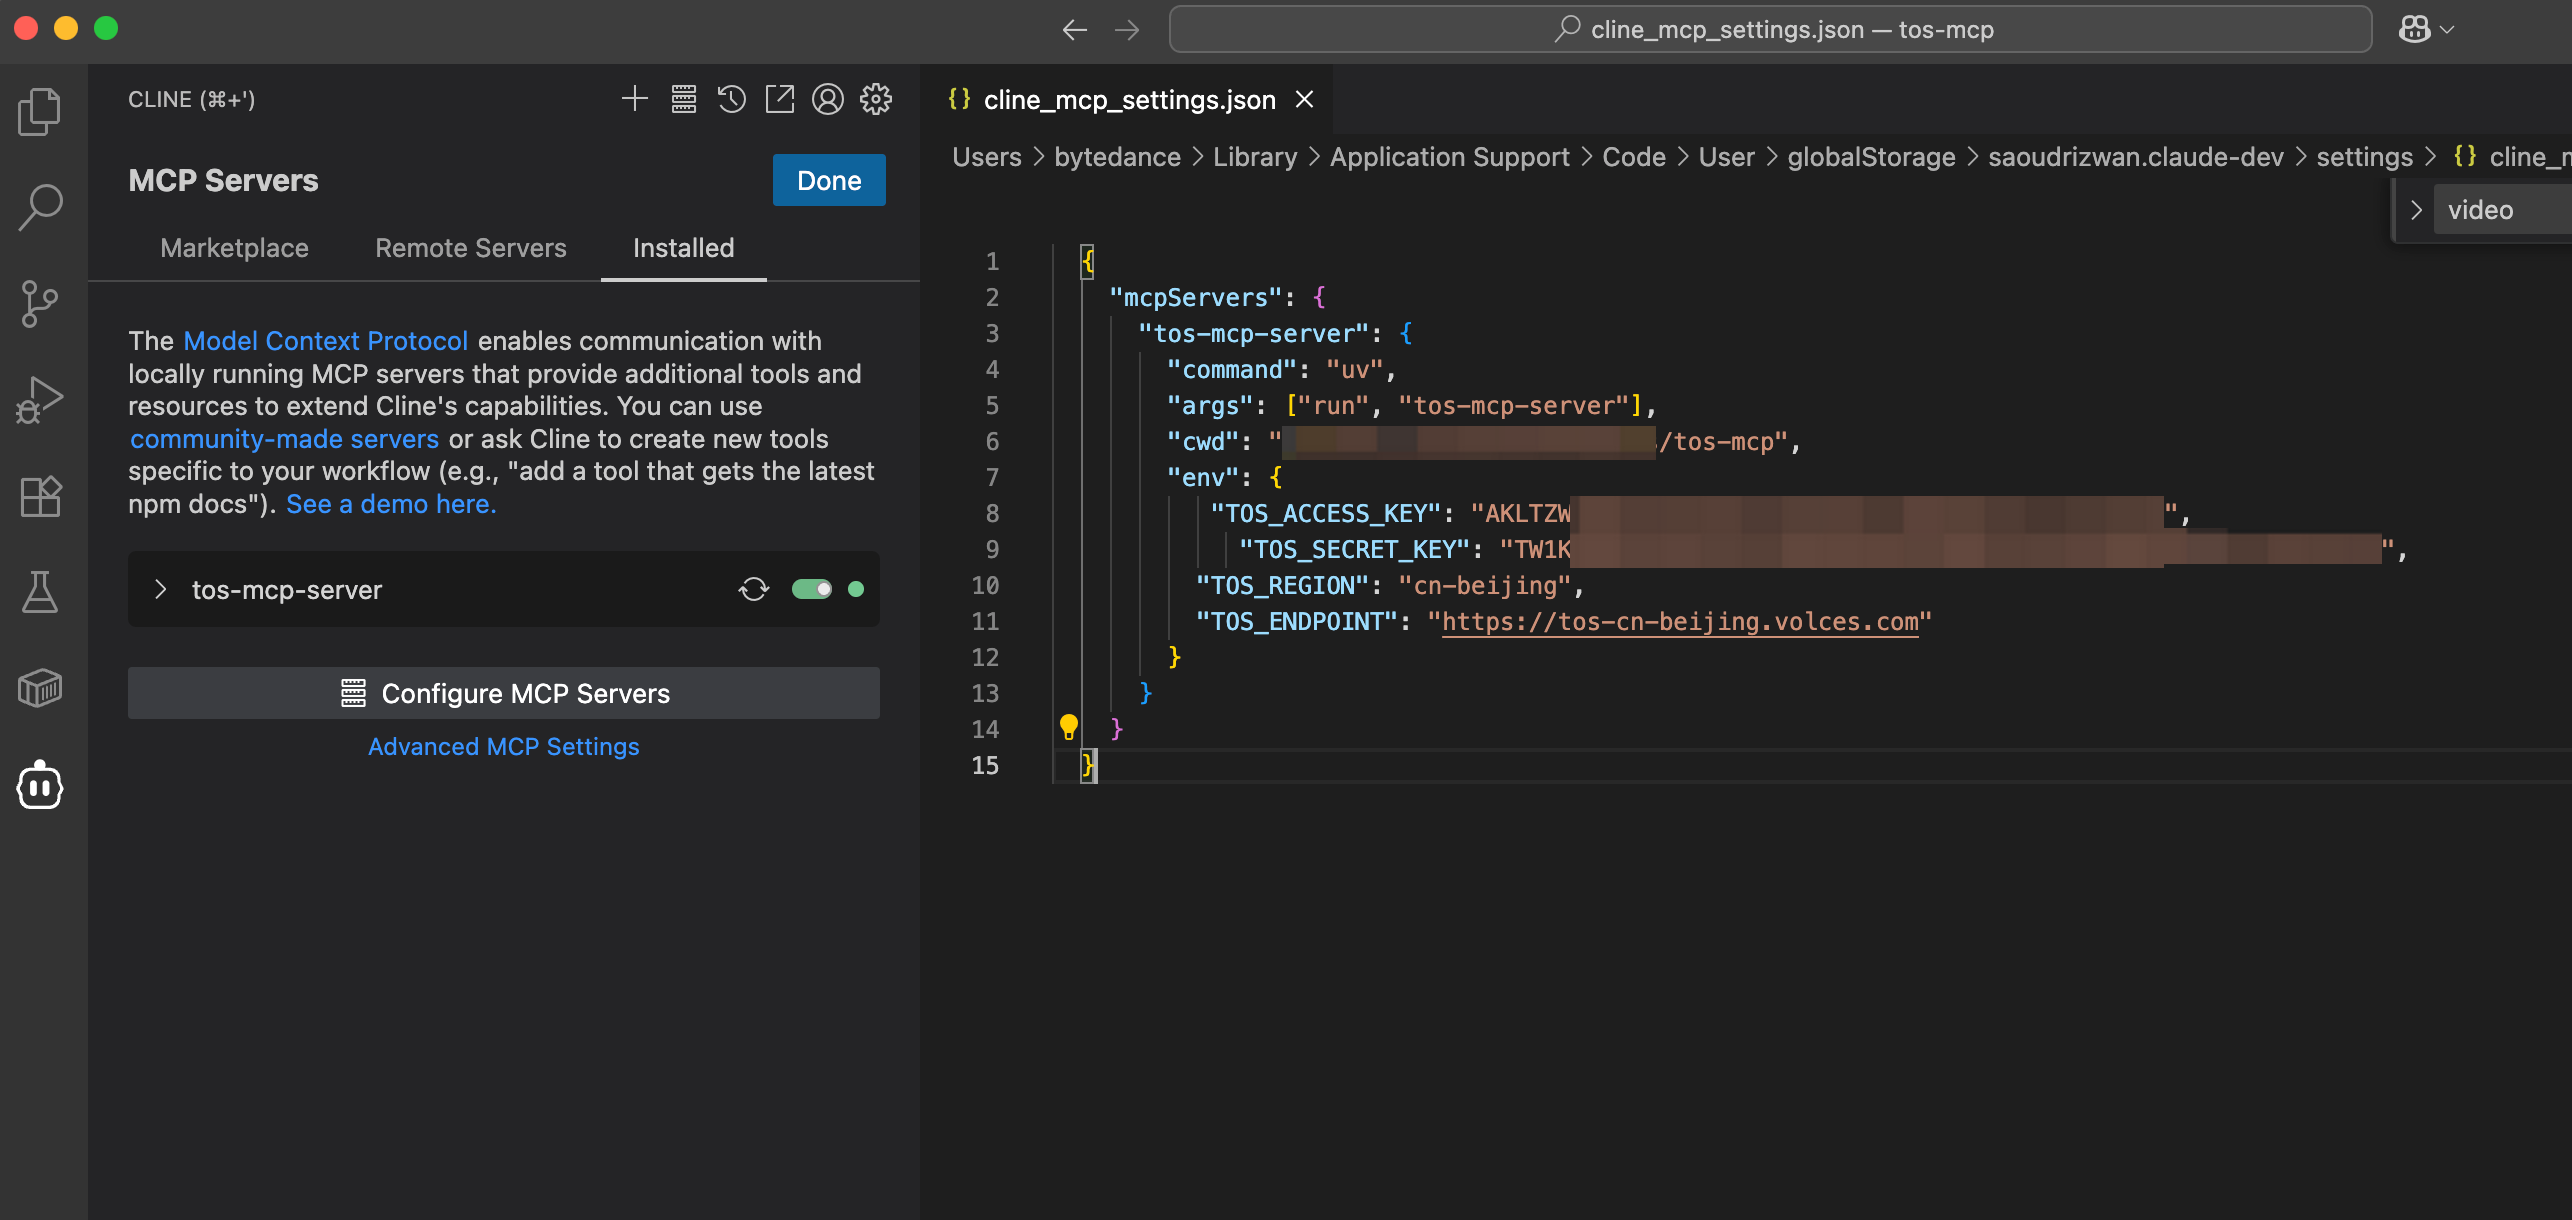 cline_mcp_settings.json — tos-mcp
CLINE (⌘+')
MCP Servers
Done
Marketplace
Remote Servers
Installed
The Model Context Protocol enables communication with
locally running MCP servers that provide additional tools and
resources to extend Cline's capabilities. You can use
community-made servers or ask Cline to create new tools
specific to your workflow (e.g., "add a tool that gets the latest
npm docs"). See a demo here.
tos-mcp-server
Configure MCP Servers
Advanced MCP Settings
{} cline_mcp_settings.json
Users > bytedance > Library > Application Support > Code > User > globalStorage > saoudrizwan.claude-dev > settings > {} cline_
video
1 {
2 "mcpServers": {
3 "tos-mcp-server": {
4 "command": "uv",
5 "args": ["run", "tos-mcp-server"],
6 "cwd": "/tos-mcp",
7 "env": {
8 "TOS_ACCESS_KEY": "AKLTZW",
9 "TOS_SECRET_KEY": "TW1K",
10 "TOS_REGION": "cn-beijing",
11 "TOS_ENDPOINT": "https://tos-cn-beijing.volces.com"
12 }
13 }
14 }
15 }